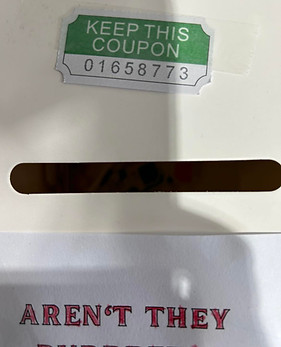 KEEP THIS
COUPON
01658773
AREN'T THEY